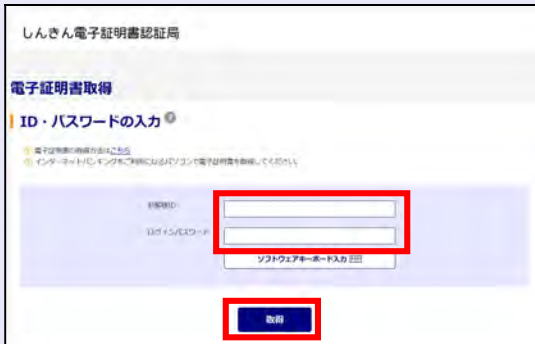 しんきん電子証明書認証局
電子証明書取得
ID・パスワードの入力
電子証明書の取得方法はこちら
インターネットバンキングをご利用になるパソコンで電子証明書を取得してください。
ログインパスワード
ソフトウェアキーボード入力
取得